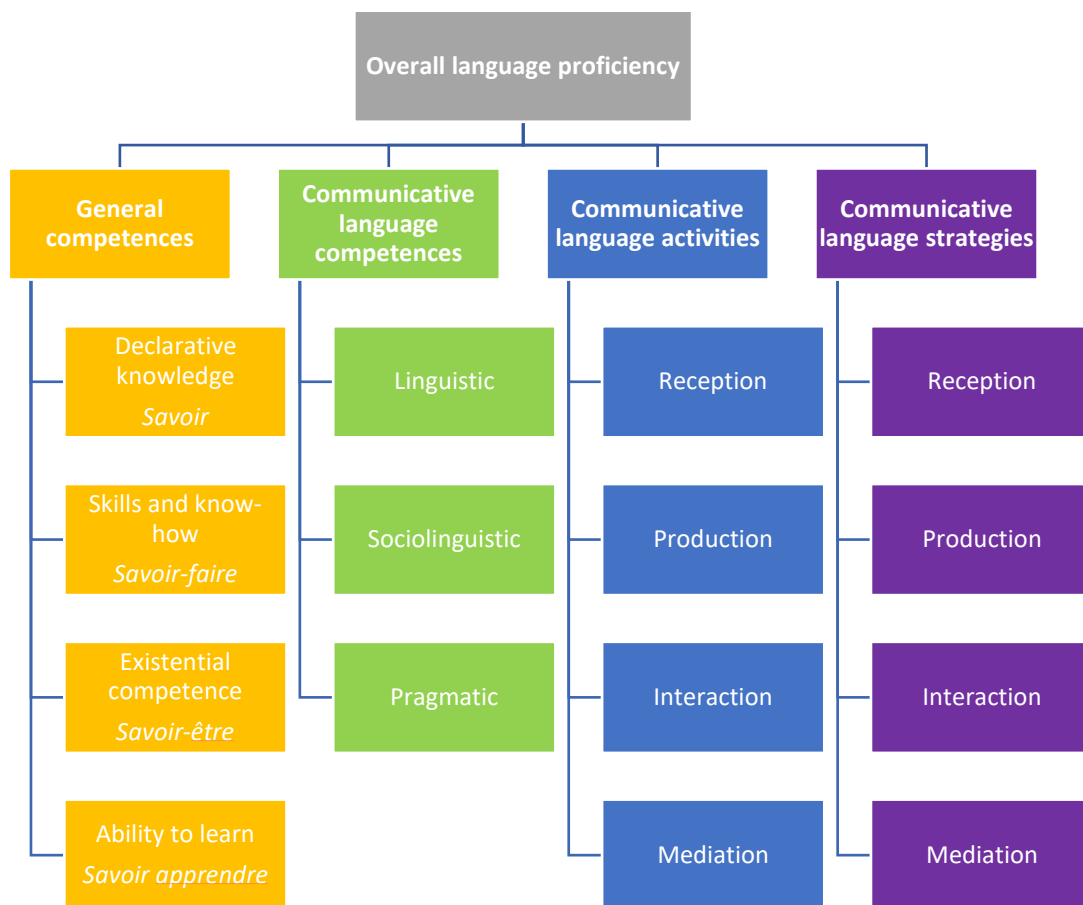 Overall language proficiency
General
competences
Declarative
knowledge
Savoir
Skills and know-
how
Savoir-faire
Existential
competence
Savoir-être
Ability to learn
Savoir apprendre
Communicative
language
competences
Linguistic
Sociolinguistic
Pragmatic
Communicative
language activities
Reception
Production
Interaction
Mediation
Communicative
language strategies
Reception
Production
Interaction
Mediation